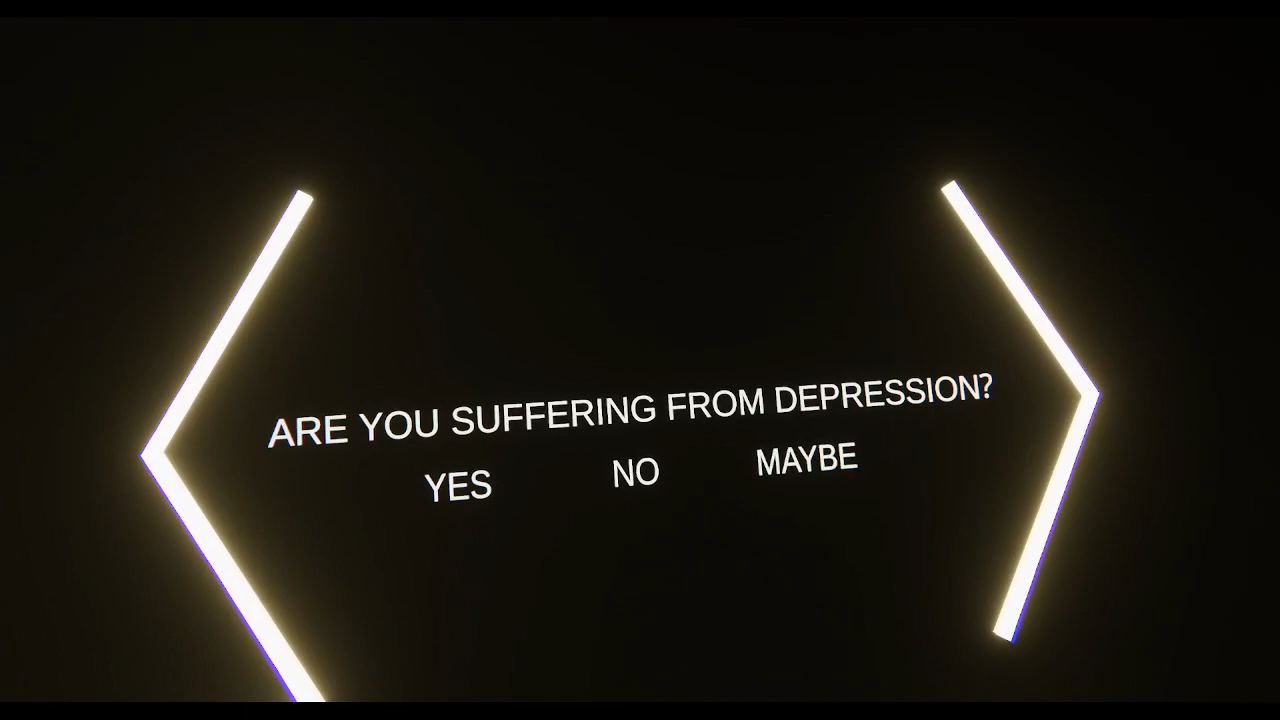 ARE YOU SUFFERING FROM DEPRESSION?
YES NO MAYBE